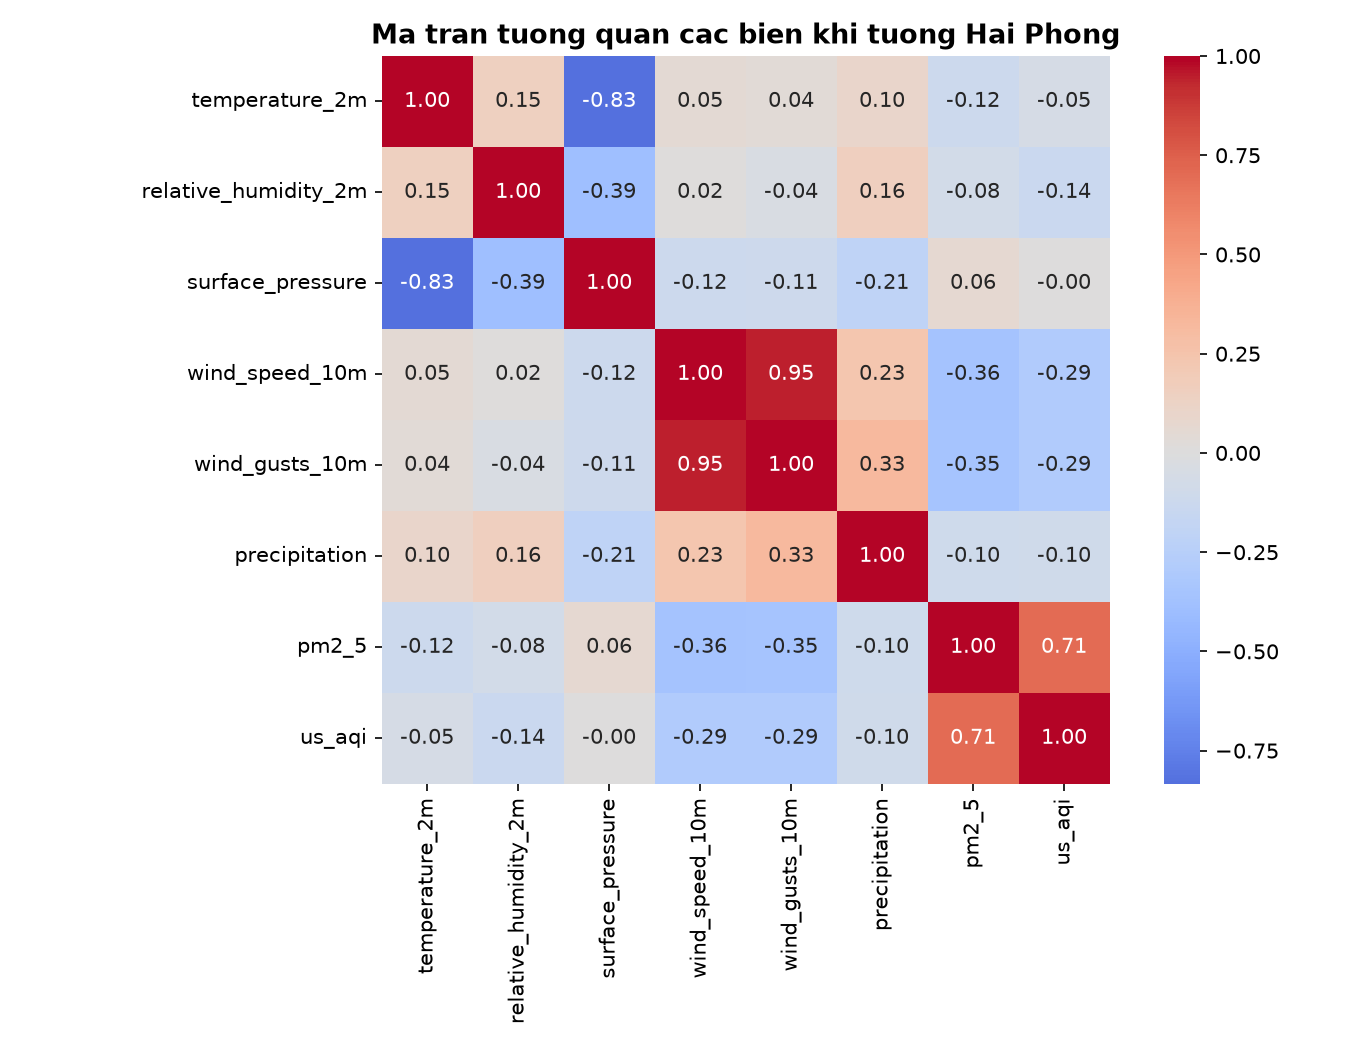 Ma tran tuong quan cac bien khi tuong Hai Phong
temperature_2m 1.00 0.15 -0.83 0.05 0.04 0.10 -0.12 -0.05
relative_humidity_2m 0.15 1.00 -0.39 0.02 -0.04 0.16 -0.08 -0.14
surface_pressure -0.83 -0.39 1.00 -0.12 -0.11 -0.21 0.06 -0.00
wind_speed_10m 0.05 0.02 -0.12 1.00 0.95 0.23 -0.36 -0.29
wind_gusts_10m 0.04 -0.04 -0.11 0.95 1.00 0.33 -0.35 -0.29
precipitation 0.10 0.16 -0.21 0.23 0.33 1.00 -0.10 -0.10
pm2_5 -0.12 -0.08 0.06 -0.36 -0.35 -0.10 1.00 0.71
us_aqi -0.05 -0.14 -0.00 -0.29 -0.29 -0.10 0.71 1.00
temperature_2m
relative_humidity_2m
surface_pressure
wind_speed_10m
wind_gusts_10m
precipitation
pm2_5
us_aqi
1.00
0.75
0.50
0.25
0.00
−0.25
−0.50
−0.75